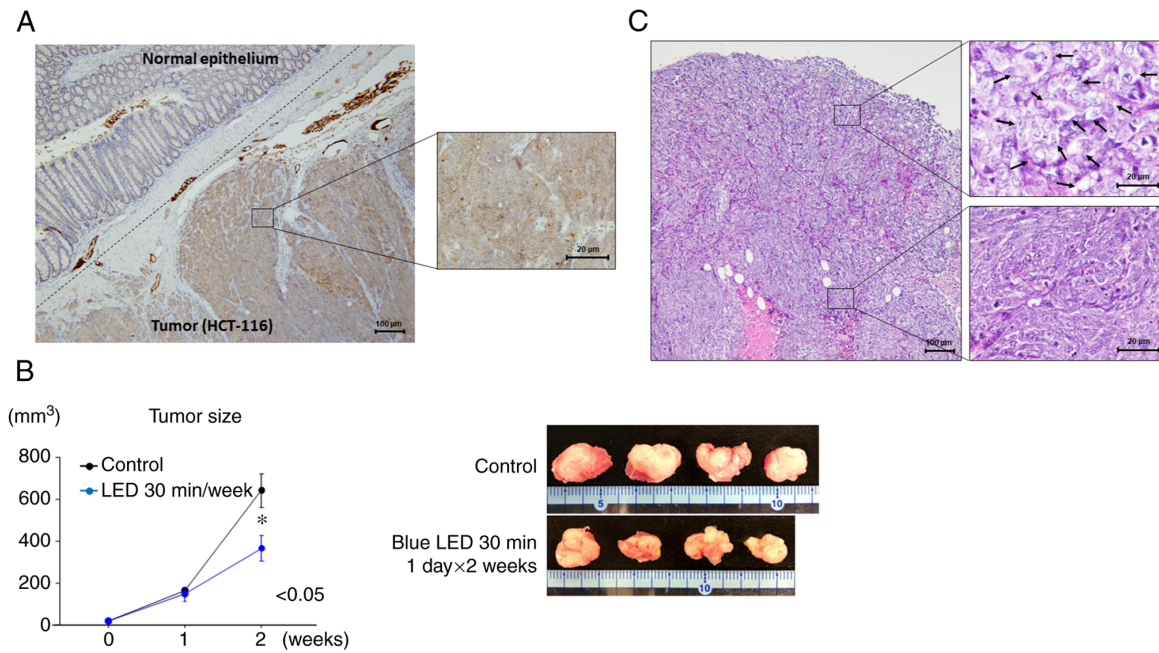 A
Normal epithelium
Tumor (HCT-116)
100 µm
20 µm
C
20 µm
100 µm
20 µm
B
(mm3)
Tumor size
800
600
400
200
0
Control
LED 30 min/week
*
<0.05
0 1 2 (weeks)
Control
5 10
Blue LED 30 min
1 day×2 weeks
10